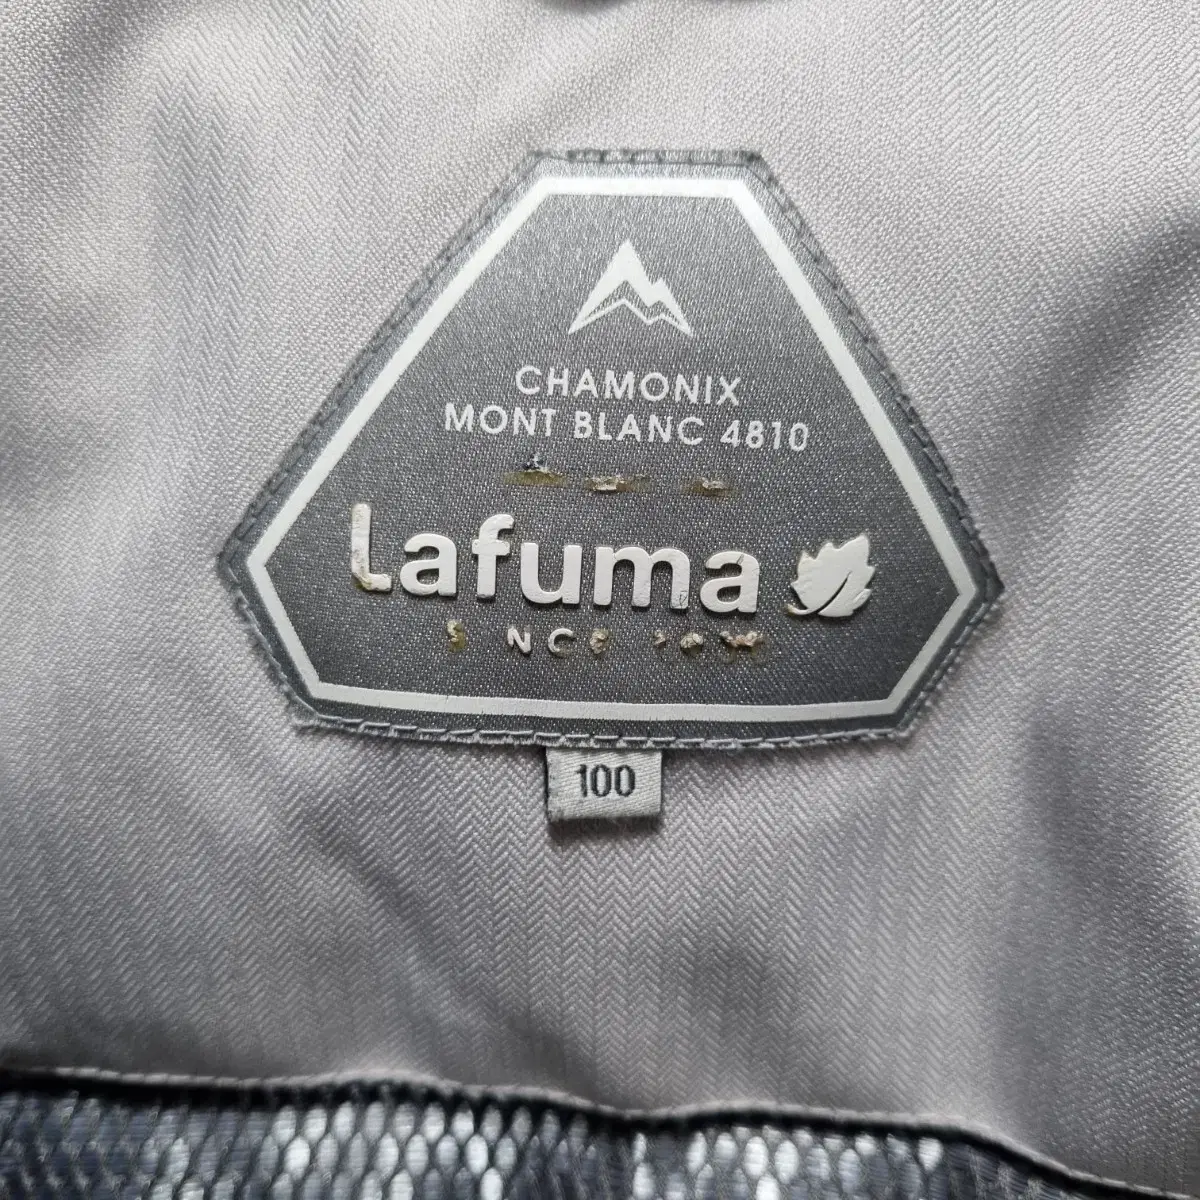 CHAMONIX
MONT BLANC 4810
Lafuma
100